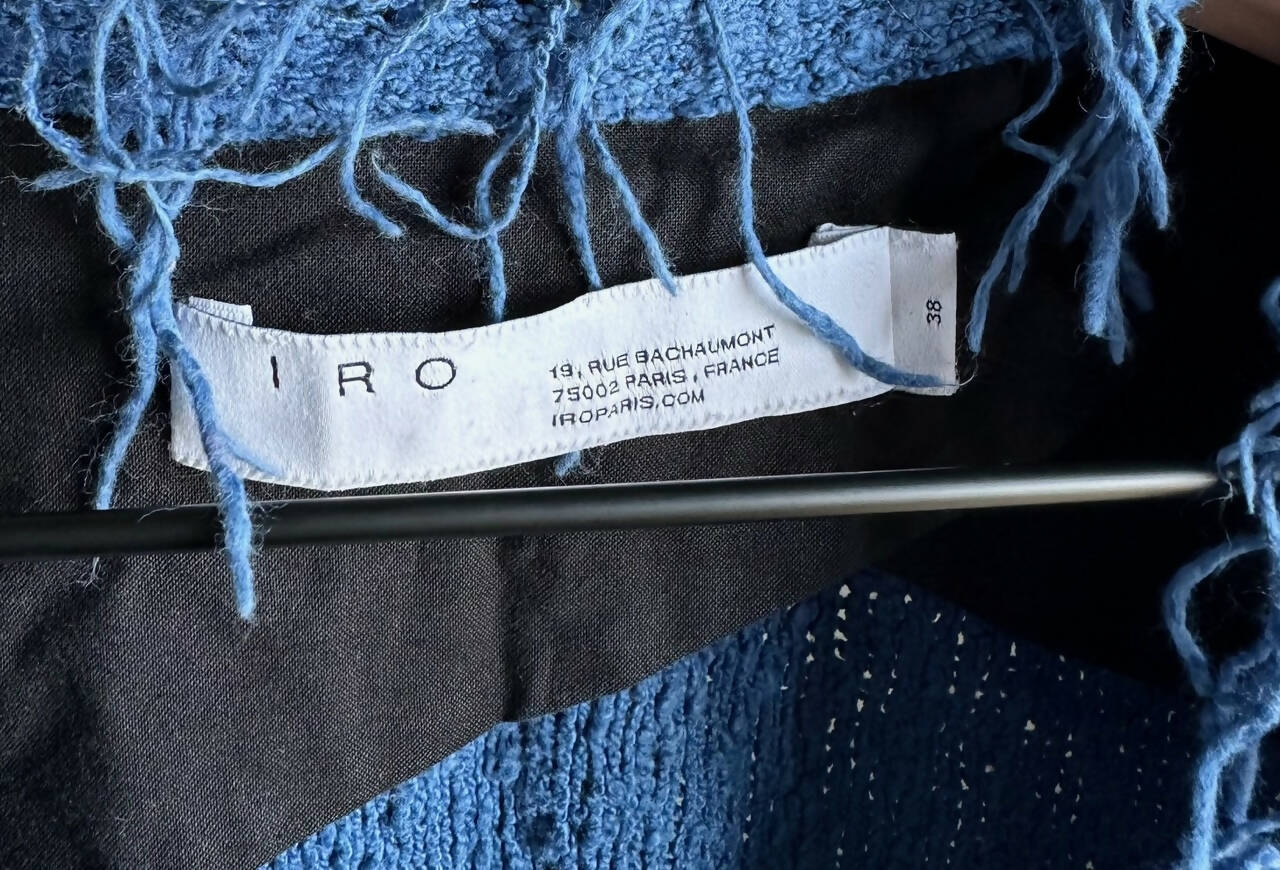 IRO
19, RUE BACHAUMONT
75002 PARIS, FRANCE
IROPARIS.COM
38